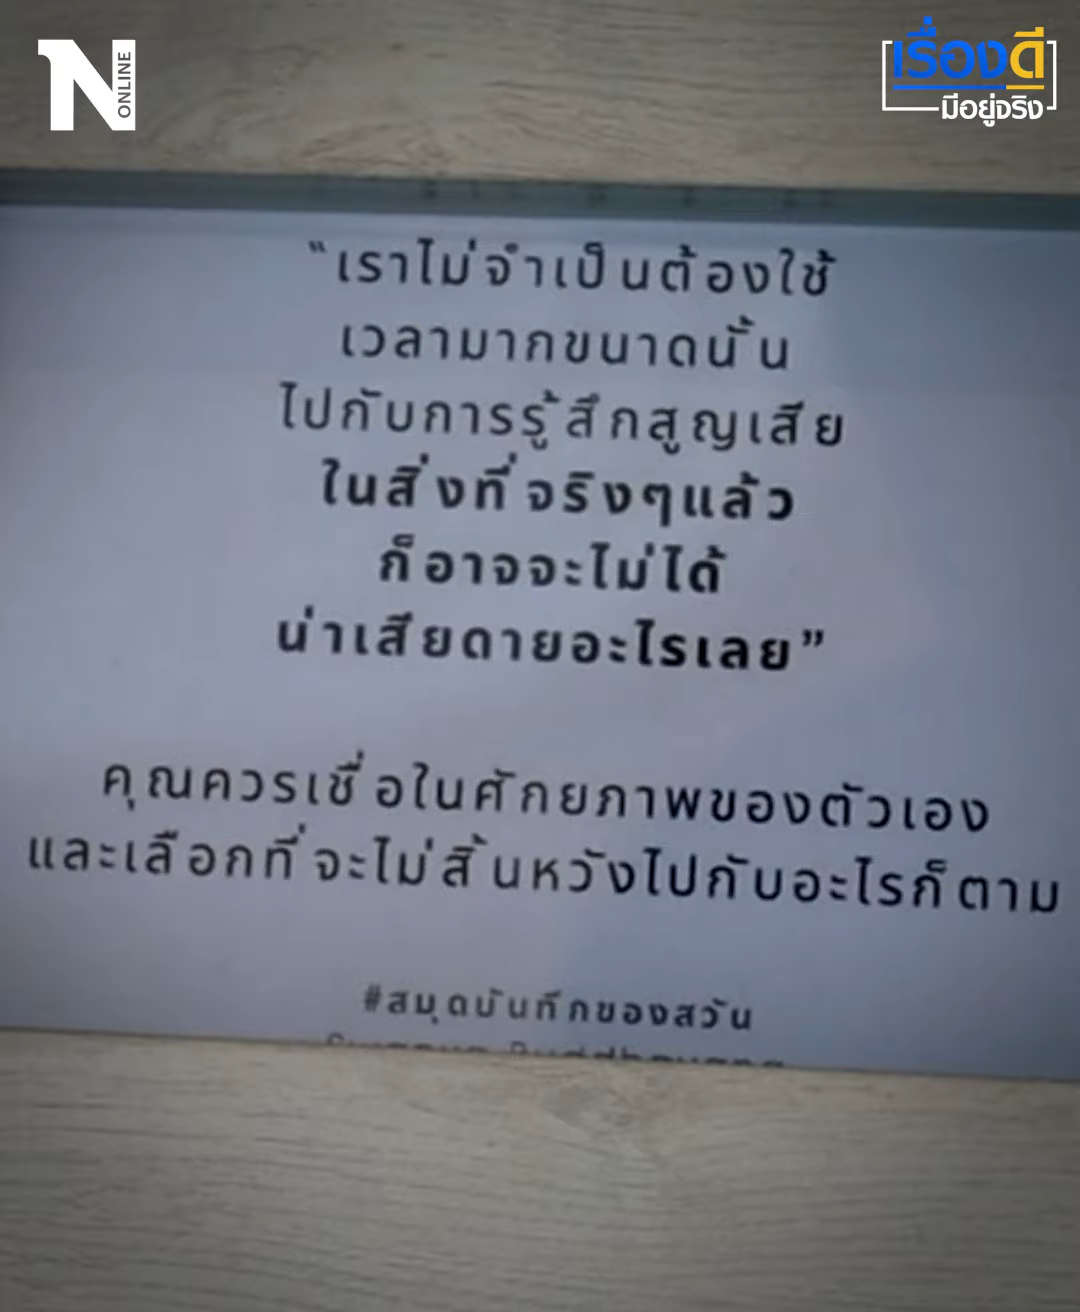 N ONLINE
เรื่องดี
มีอยู่จริง
“เราไม่จำเป็นต้องใช้
เวลามากขนาดนั้น
ไปกับการรู้สึกสูญเสีย
ในสิ่งที่จริงๆแล้ว
ก็อาจจะไม่ได้
น่าเสียดายอะไรเลย”
คุณควรเชื่อในศักยภาพของตัวเอง
และเลือกที่จะไม่สิ้นหวังไปกับอะไรก็ตาม
#สมุดบันทึกของสวัน